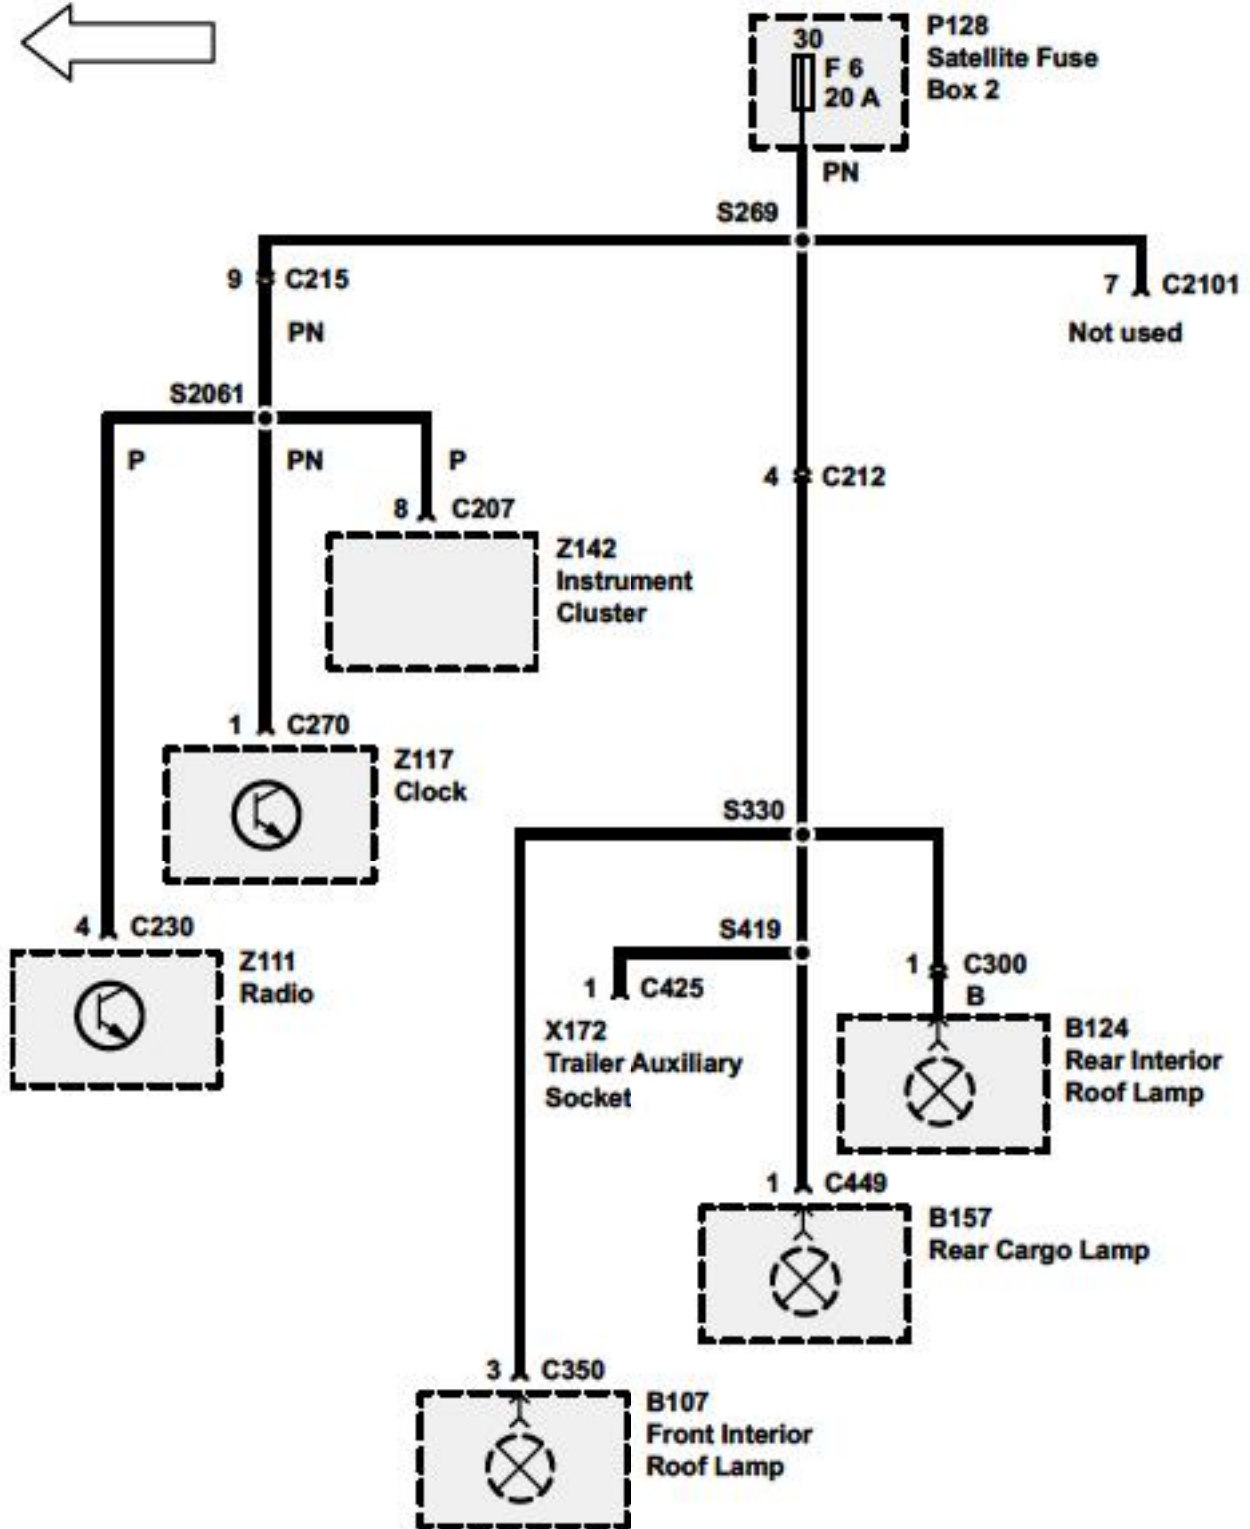 30
F 6
20 A
P128
Satellite Fuse
Box 2
PN
S269
9 C215
7 C2101
Not used
PN
S2061
P
PN
P
4 C212
8 C207
Z142
Instrument
Cluster
1 C270
Z117
Clock
S330
4 C230
S419
Z111
Radio
1 C425
1 C300
B
X172
Trailer Auxiliary
Socket
B124
Rear Interior
Roof Lamp
1 C449
B157
Rear Cargo Lamp
3 C350
B107
Front Interior
Roof Lamp